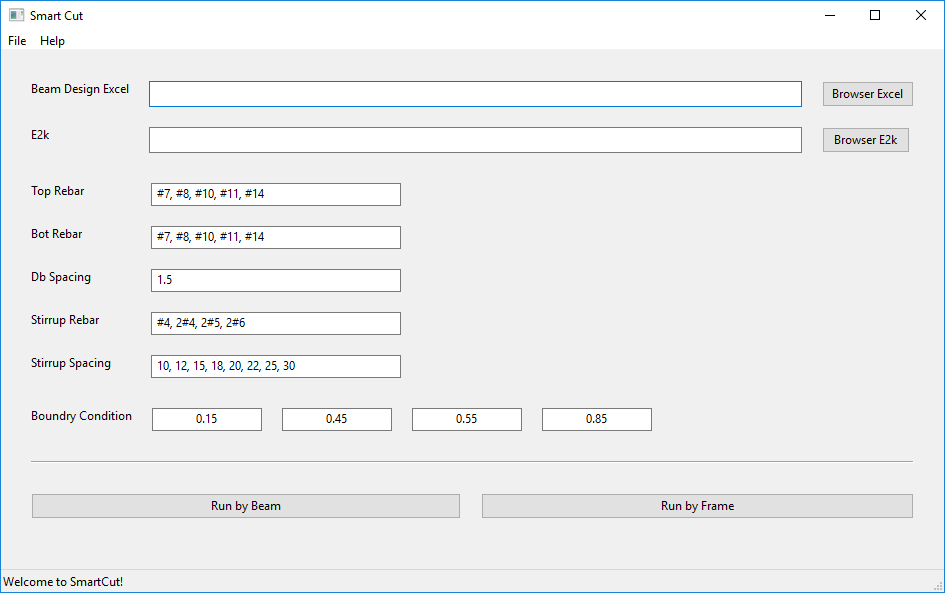 Smart Cut
File Help
Beam Design Excel Browser Excel
E2k Browser E2k
Top Rebar #7, #8, #10, #11, #14
Bot Rebar #7, #8, #10, #11, #14
Db Spacing 1.5
Stirrup Rebar #4, 2#4, 2#5, 2#6
Stirrup Spacing 10, 12, 15, 18, 20, 22, 25, 30
Boundry Condition 0.15 0.45 0.55 0.85
Run by Beam Run by Frame
Welcome to SmartCut!